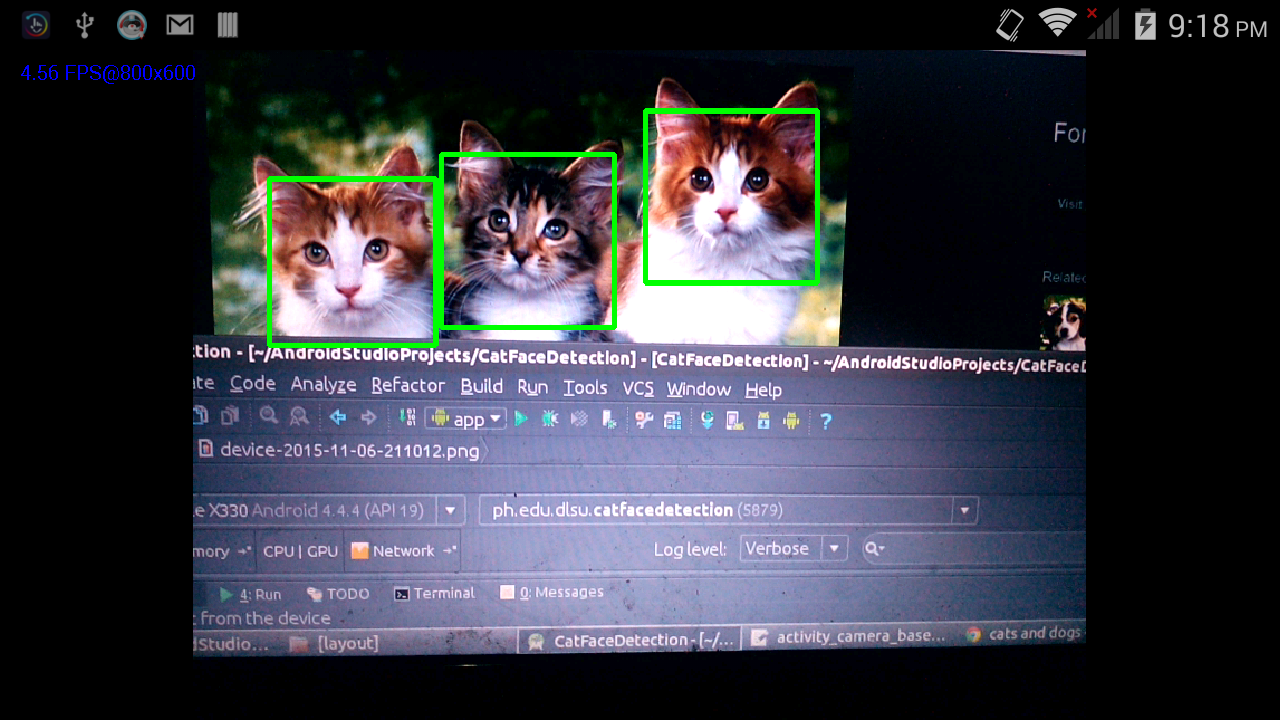 9:18 PM
4.56 FPS@800x600
For
Visit
Related
tion - [~/AndroidStudioProjects/CatFaceDetection] - [CatFaceDetection] - ~/AndroidStudioProjects/CatFaceD
ate Code Analyze Refactor Build Run Tools VCS Window Help
app ?
device-2015-11-06-211012.png
e X330 Android 4.4.4 (API 19) ph.edu.dlsu.catfacedetection (5879)
mory CPU | GPU Network Log level: Verbose
4: Run TODO Terminal 0: Messages
from the device
dStudio... [layout] CatFaceDetection - [~/... activity_camera_base... cats and dogs -